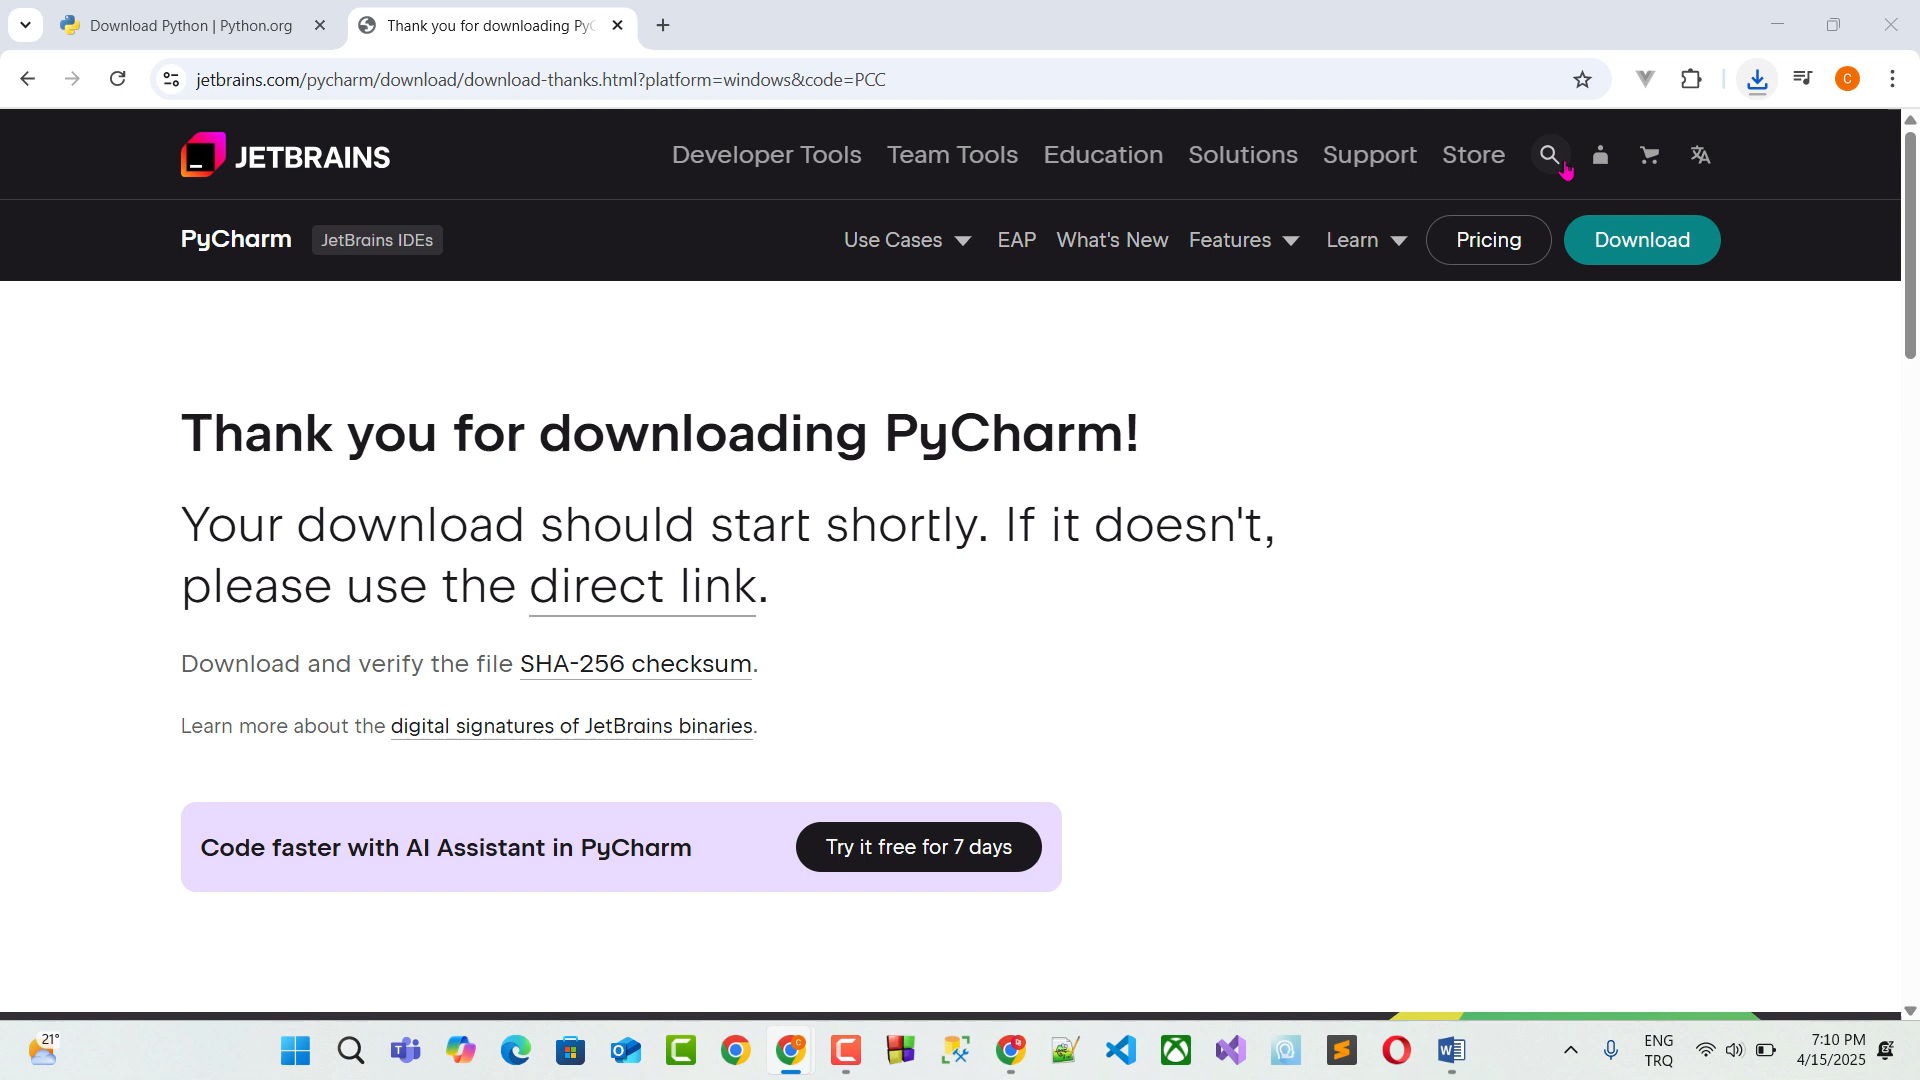 Download Python | Python.org
Thank you for downloading PyC
jetbrains.com/pycharm/download/download-thanks.html?platform=windows&code=PCC
C
JETBRAINS
Developer Tools Team Tools Education Solutions Support Store
PyCharm JetBrains IDEs
Use Cases EAP What's New Features Learn Pricing Download
Thank you for downloading PyCharm!
Your download should start shortly. If it doesn't,
please use the direct link.
Download and verify the file SHA-256 checksum.
Learn more about the digital signatures of JetBrains binaries.
Code faster with AI Assistant in PyCharm
Try it free for 7 days
21°
ENG
TRQ
7:10 PM
4/15/2025